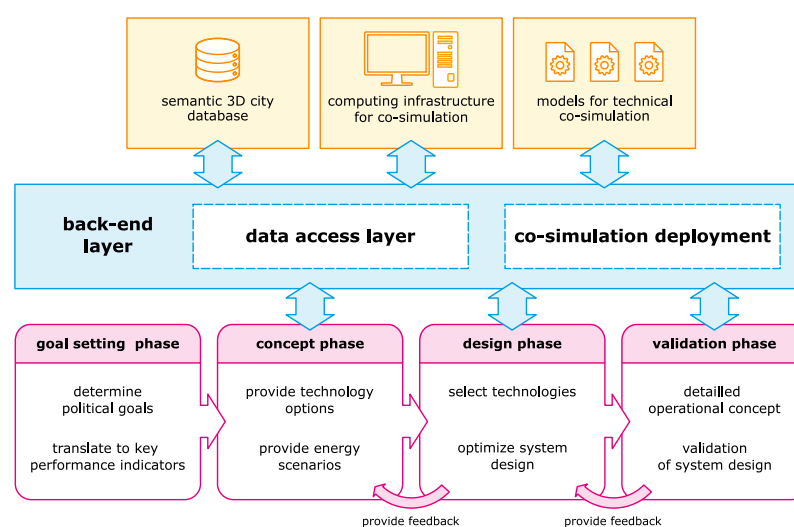 semantic 3D city
database
computing infrastructure
for co-simulation
models for technical
co-simulation
back-end
layer
data access layer
co-simulation deployment
goal setting phase
concept phase
design phase
validation phase
determine
political goals
translate to key
performance indicators
provide technology
options
provide energy
scenarios
select technologies
optimize system
design
detailled
operational concept
validation
of system design
provide feedback
provide feedback